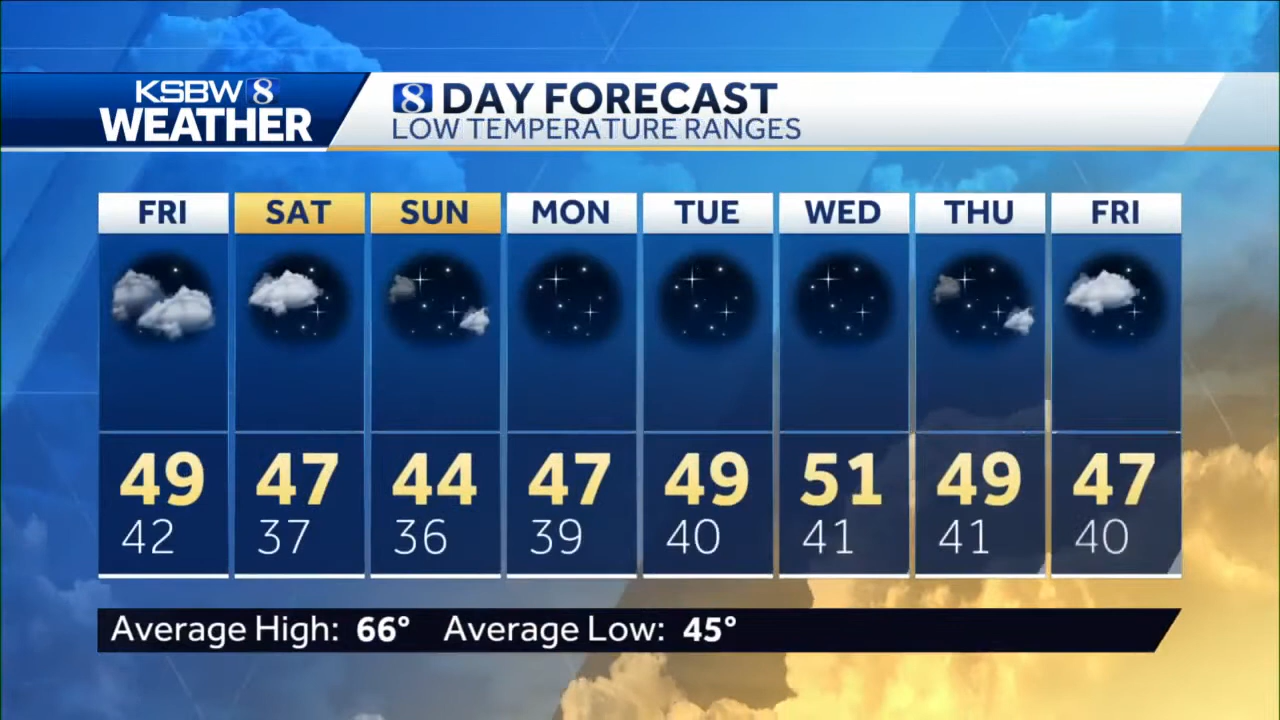 KSBW 8
WEATHER
8 DAY FORECAST
LOW TEMPERATURE RANGES
FRI SAT SUN MON TUE WED THU FRI
49 47 44 47 49 51 49 47
42 37 36 39 40 41 41 40
Average High: 66° Average Low: 45°